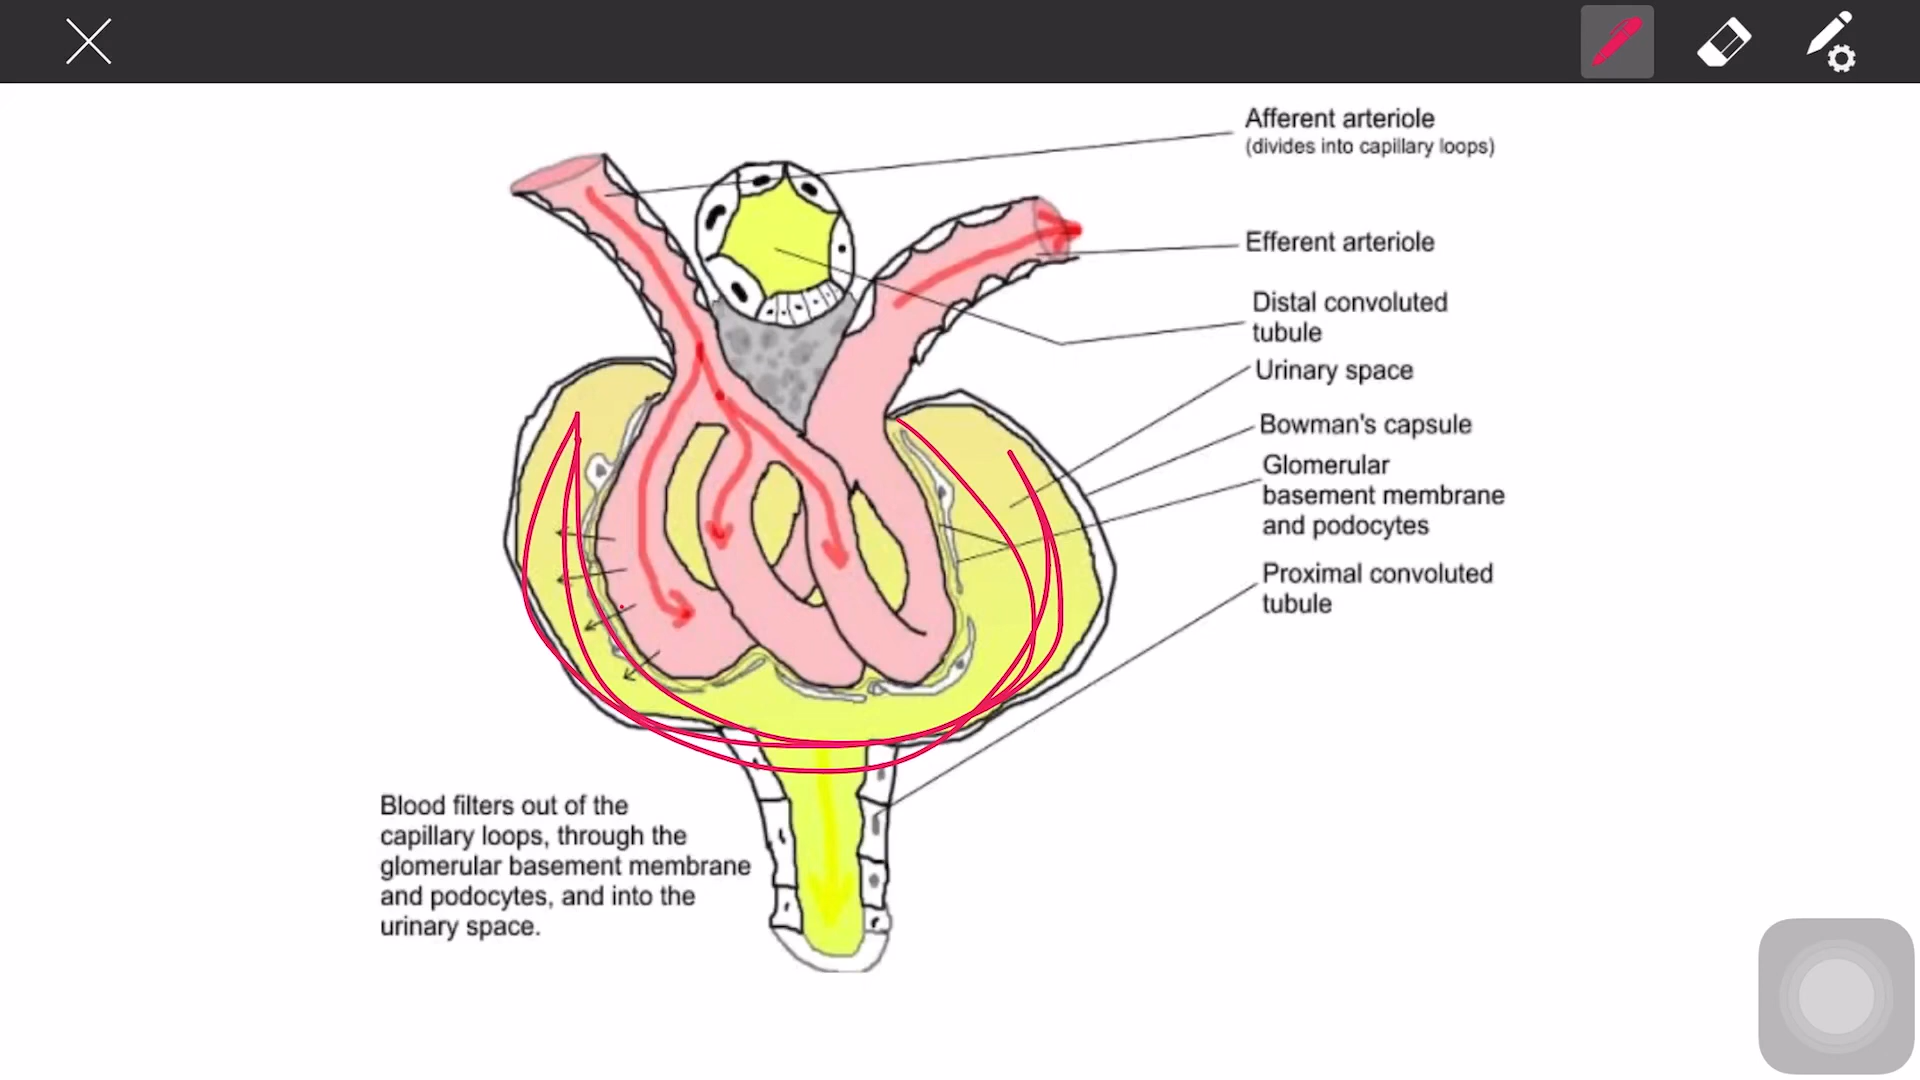 Afferent arteriole
(divides into capillary loops)
Efferent arteriole
Distal convoluted
tubule
Urinary space
Bowman's capsule
Glomerular
basement membrane
and podocytes
Proximal convoluted
tubule
Blood filters out of the
capillary loops, through the
glomerular basement membrane
and podocytes, and into the
urinary space.